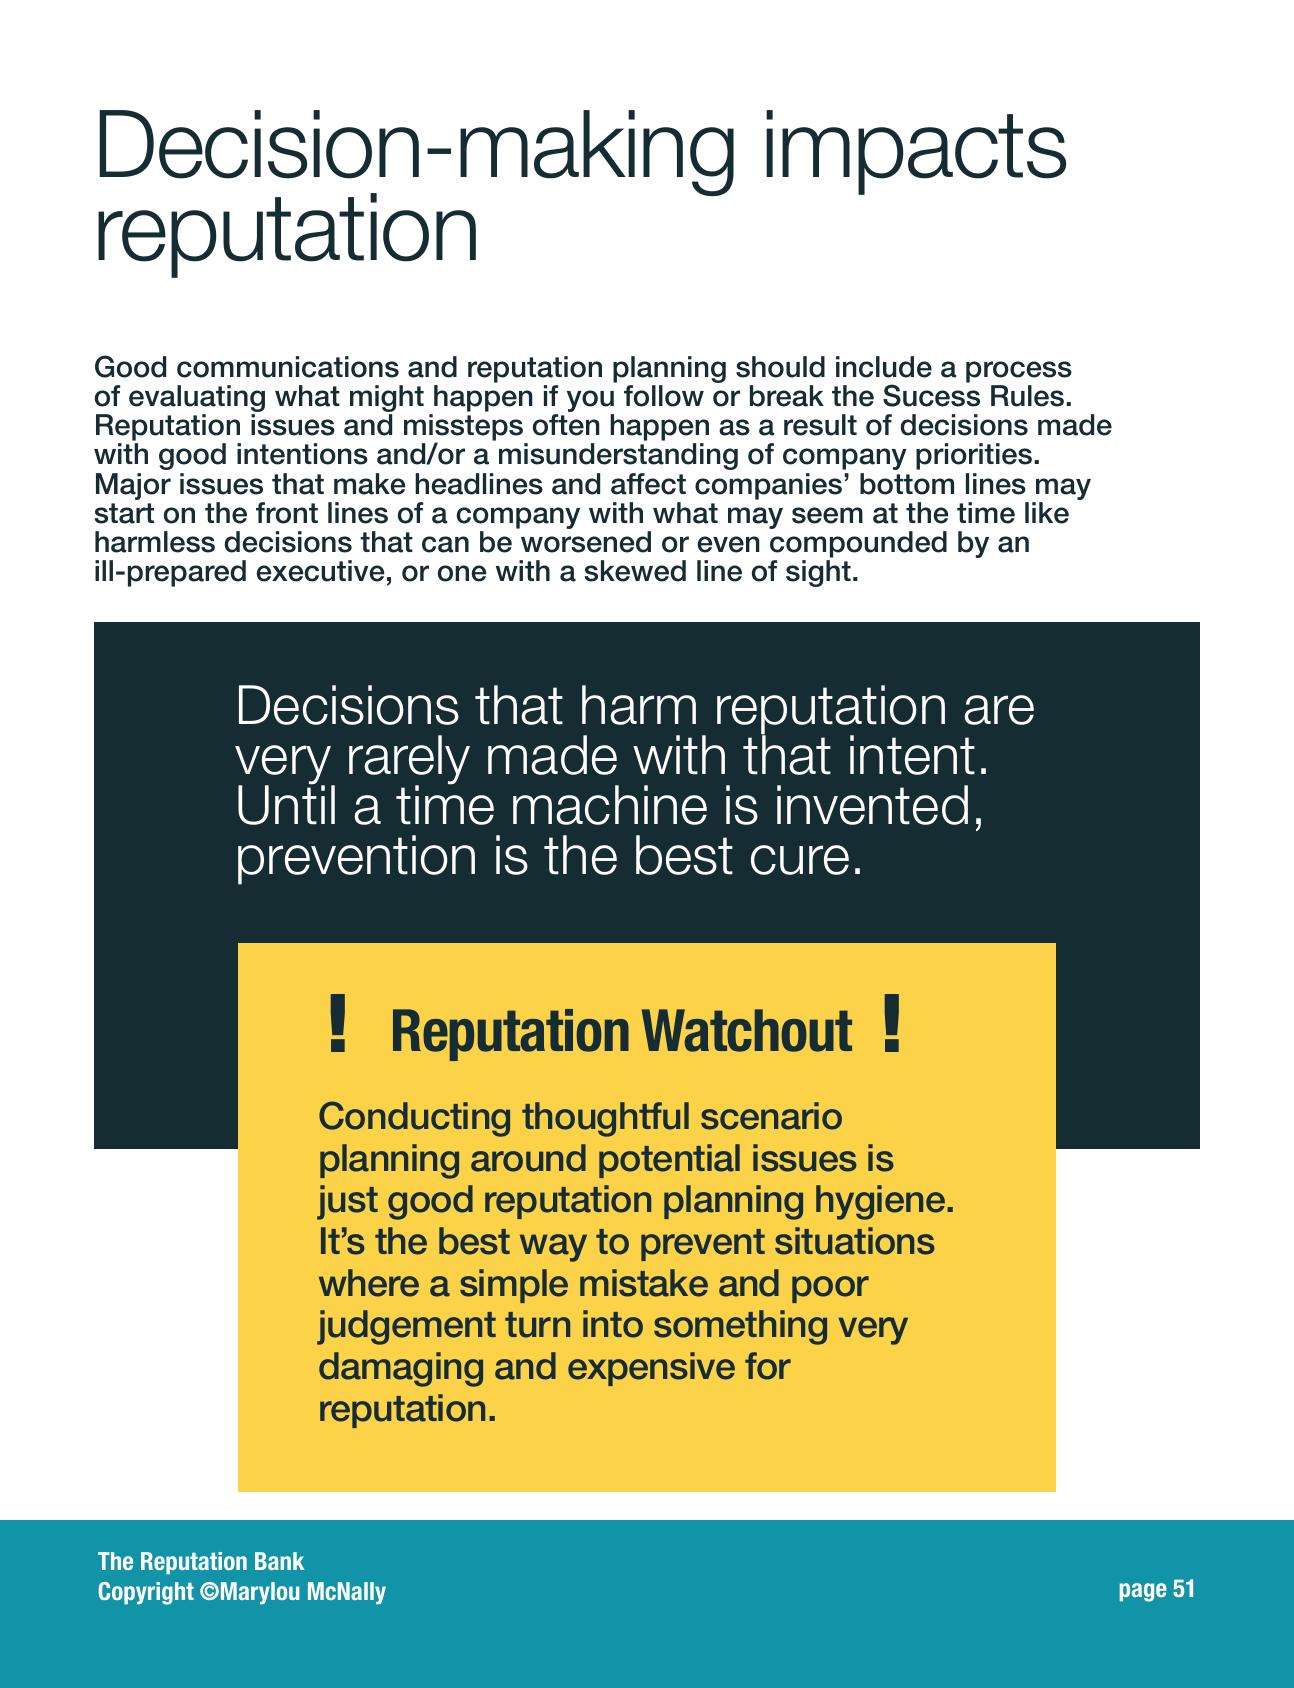 Decision-making impacts
reputation
Good communications and reputation planning should include a process
of evaluating what might happen if you follow or break the Sucess Rules.
Reputation issues and missteps often happen as a result of decisions made
with good intentions and/or a misunderstanding of company priorities.
Major issues that make headlines and affect companies’ bottom lines may
start on the front lines of a company with what may seem at the time like
harmless decisions that can be worsened or even compounded by an
ill-prepared executive, or one with a skewed line of sight.
Decisions that harm reputation are
very rarely made with that intent.
Until a time machine is invented,
prevention is the best cure.
! Reputation Watchout !
Conducting thoughtful scenario
planning around potential issues is
just good reputation planning hygiene.
It’s the best way to prevent situations
where a simple mistake and poor
judgement turn into something very
damaging and expensive for
reputation.
The Reputation Bank
Copyright ©Marylou McNally
page 51